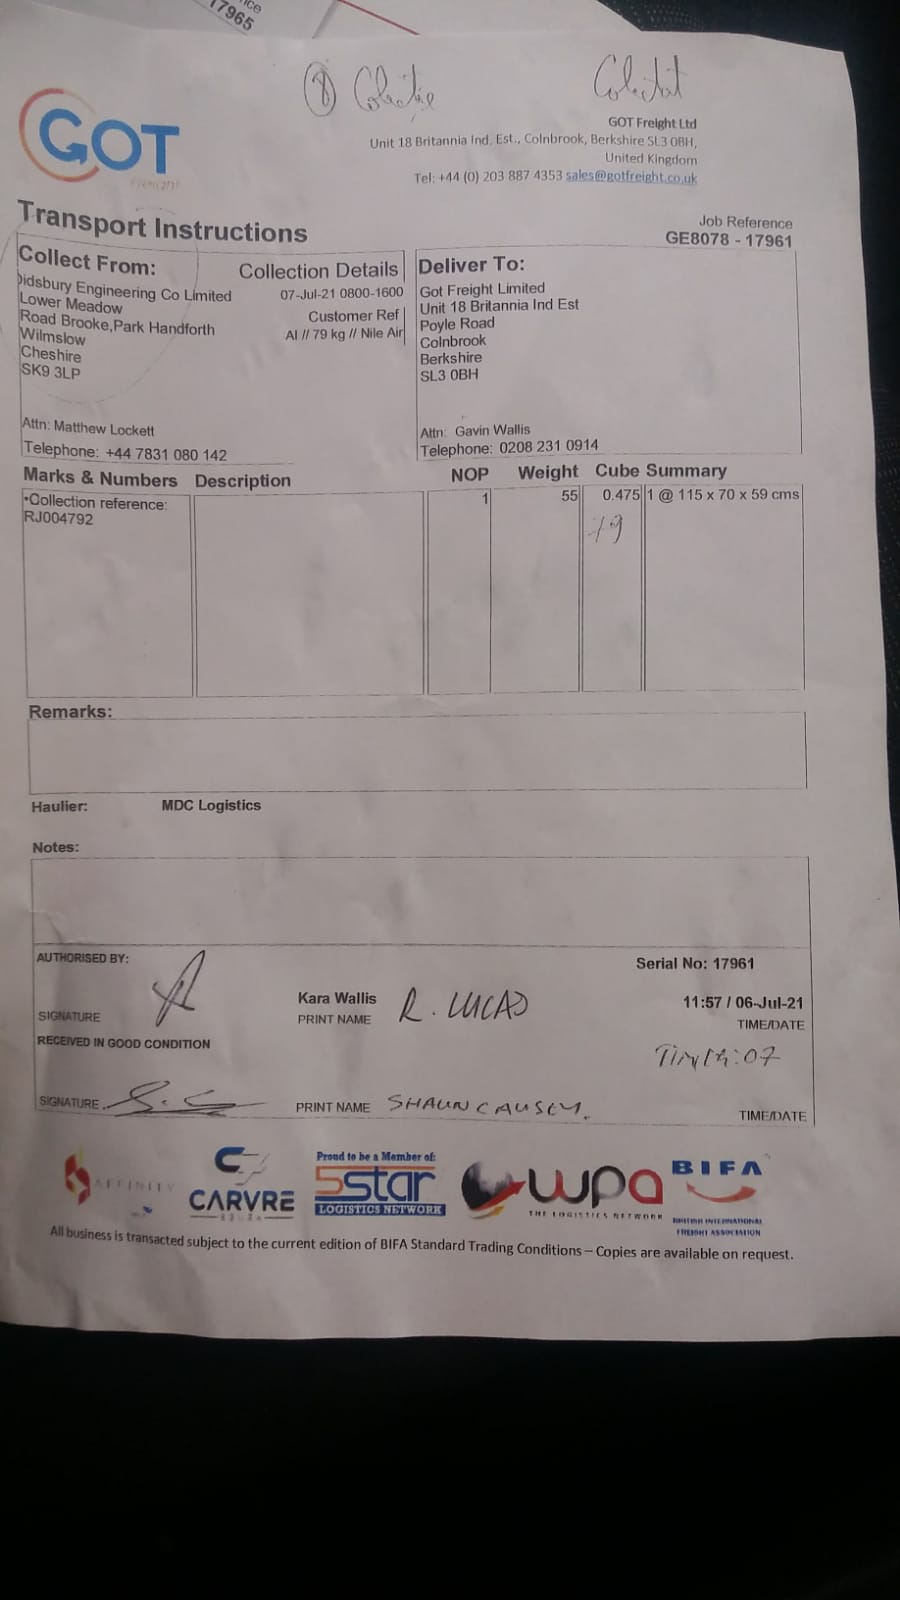 17965
GOT
GOT Freight Ltd
Unit 18 Britannia Ind. Est., Colnbrook, Berkshire SL3 0BH,
United Kingdom
Tel: +44 (0) 203 887 4353 sales@gotfreight.co.uk
Transport Instructions
Job Reference
GE8078 - 17961
Collect From:
Collection Details
Didsbury Engineering Co Limited
07-Jul-21 0800-1600
Lower Meadow
Customer Ref
Road Brooke,Park Handforth
AI // 79 kg // Nile Air
Wilmslow
Cheshire
SK9 3LP
Attn: Matthew Lockett
Telephone: +44 7831 080 142
Deliver To:
Got Freight Limited
Unit 18 Britannia Ind Est
Poyle Road
Colnbrook
Berkshire
SL3 0BH
Attn: Gavin Wallis
Telephone: 0208 231 0914
Marks & Numbers Description NOP Weight Cube Summary
•Collection reference: 1 55 0.475 1 @ 115 x 70 x 59 cms
RJ004792
79
Remarks:
Haulier: MDC Logistics
Notes:
AUTHORISED BY:
Serial No: 17961
Kara Wallis R. LUCAS 11:57 / 06-Jul-21
SIGNATURE PRINT NAME TIME/DATE
RECEIVED IN GOOD CONDITION
SIGNATURE PRINT NAME SHAUN CAUSEY. TIME/DATE
AFFINITY
CARVRE
Proud to be a Member of:
5star
LOGISTICS NETWORK
wpa
THE LOGISTICS NETWORK
BIFA
BRITISH INTERNATIONAL
FREIGHT ASSOCIATION
All business is transacted subject to the current edition of BIFA Standard Trading Conditions – Copies are available on request.